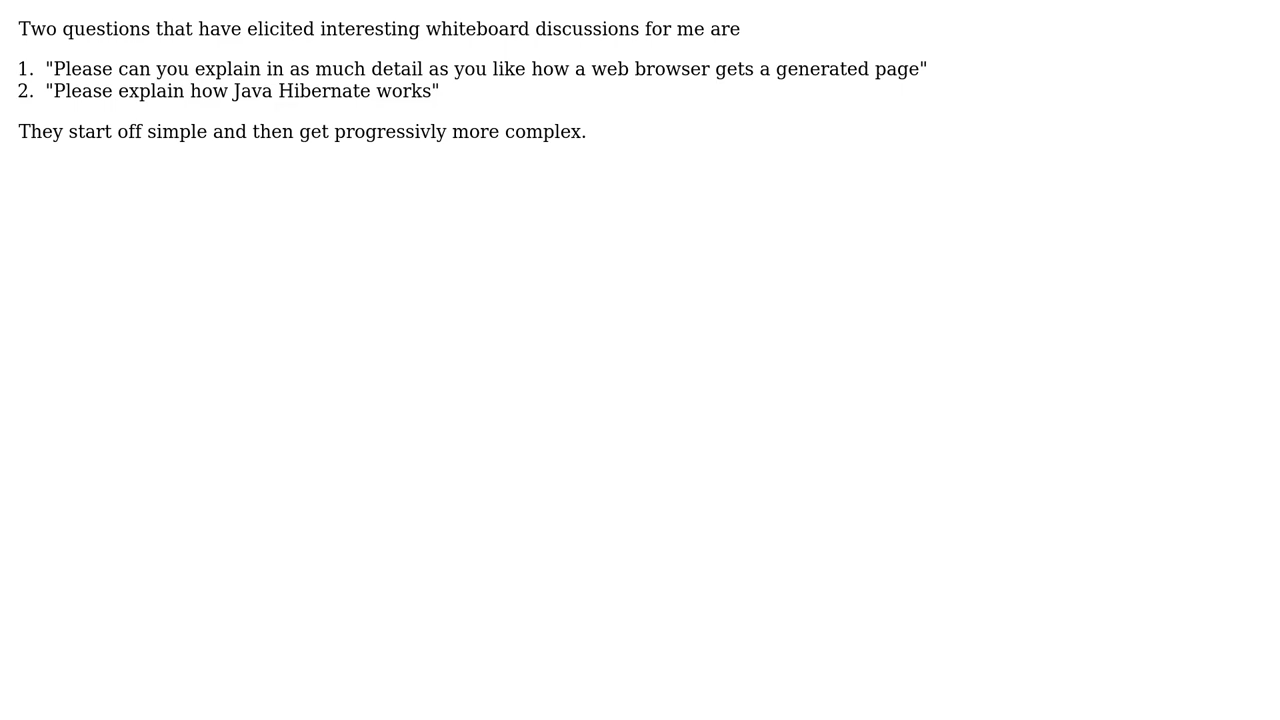 Two questions that have elicited interesting whiteboard discussions for me are
1. "Please can you explain in as much detail as you like how a web browser gets a generated page"
2. "Please explain how Java Hibernate works"
They start off simple and then get progressivly more complex.